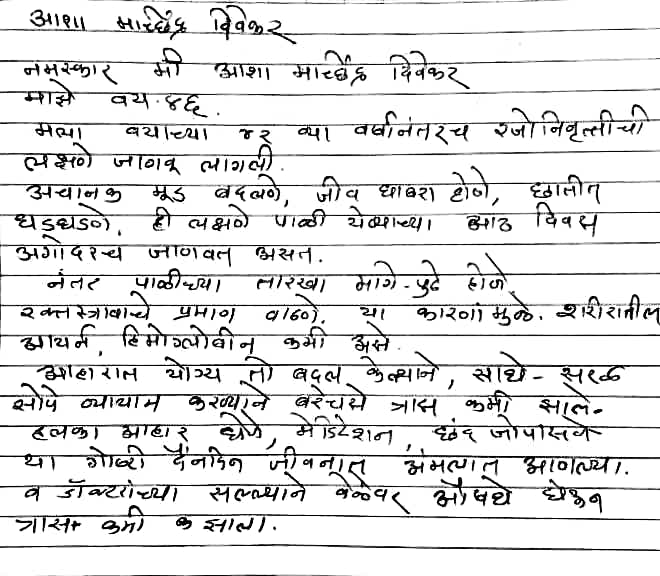 आशा मार्च्छिंद्र दिवेकर
नमस्कार मी आशा मार्च्छेंद्र दिवेकर
माझे वय. ४६.
मला वयाच्या ४२ व्या वर्षानंतरच रजोनिवृत्तीची
लक्षणे जाणवू लागली.
अचानक मूड बदलणे, जीव घाबरा होणे, छातीत
धडधडणे, ही लक्षणे पाळी येण्याच्या आठ दिवस
अगोदरच जाणवत असत.
नंतर पाळीच्या तारखा मागे-पुढे होणे,
रक्तस्त्रावाचे प्रमाण वाढणे. या कारणांमुळे. शरीरातील
आयर्न, हिमोग्लोबीन कमी असे.
आहारात योग्य तो बदल केल्याने, साधे - सरळ
सोपे व्यायाम करण्याने बरेचसे त्रास कमी झाले.
हलका आहार घेणे, मेडिटेशन, छंद जोपासणे
या गोष्टी दैनंदिन जीवनात अंमलात आणल्या.
व डॉक्टरांच्या सल्ल्याने वेळेवर औषधे घेऊन
त्रास कमी झाला.